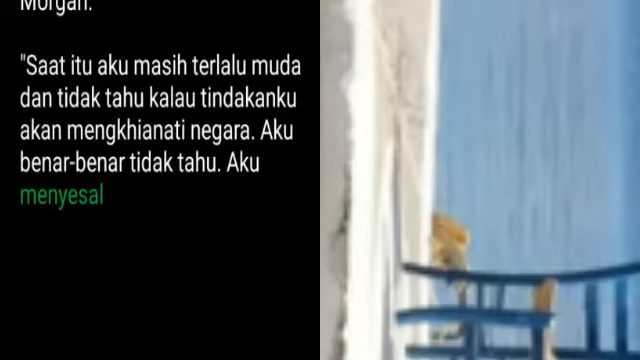 Morgan.
"Saat itu aku masih terlalu muda
dan tidak tahu kalau tindakanku
akan mengkhianati negara. Aku
benar-benar tidak tahu. Aku
menyesal